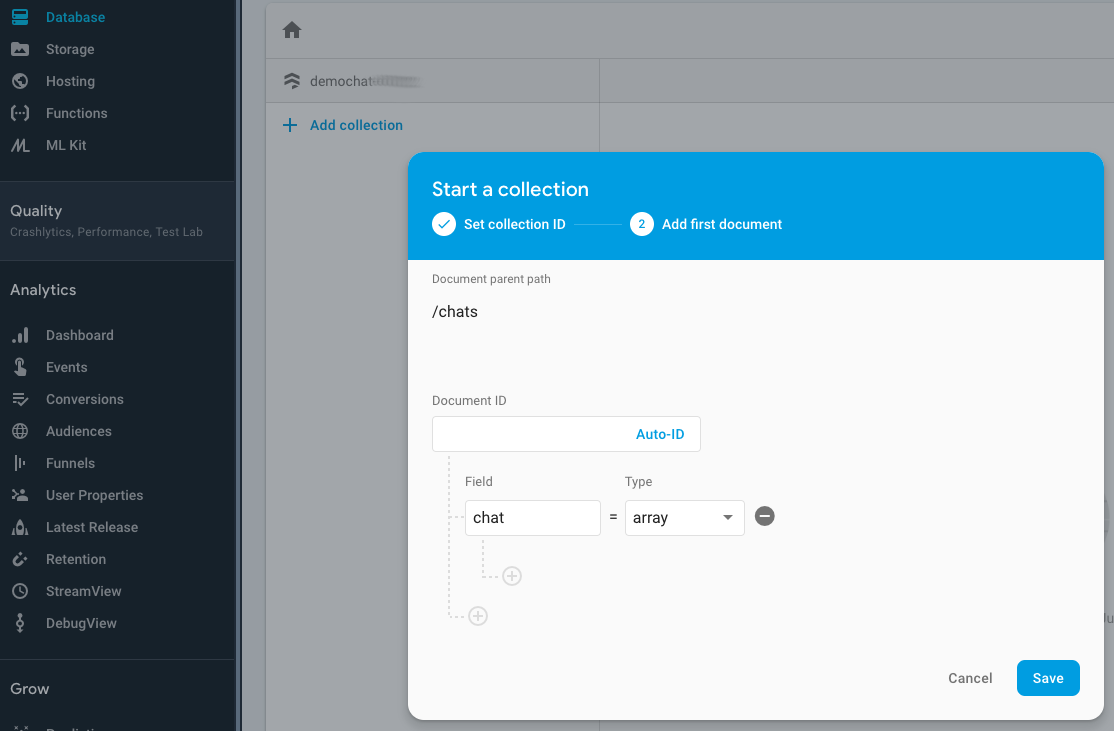 Database
Storage
Hosting
Functions
ML Kit
Quality
Crashlytics, Performance, Test Lab
Analytics
Dashboard
Events
Conversions
Audiences
Funnels
User Properties
Latest Release
Retention
StreamView
DebugView
Grow
demochat
Add collection
Start a collection
Set collection ID
2 Add first document
Document parent path
/chats
Document ID
Auto-ID
Field Type
chat = array
Cancel Save